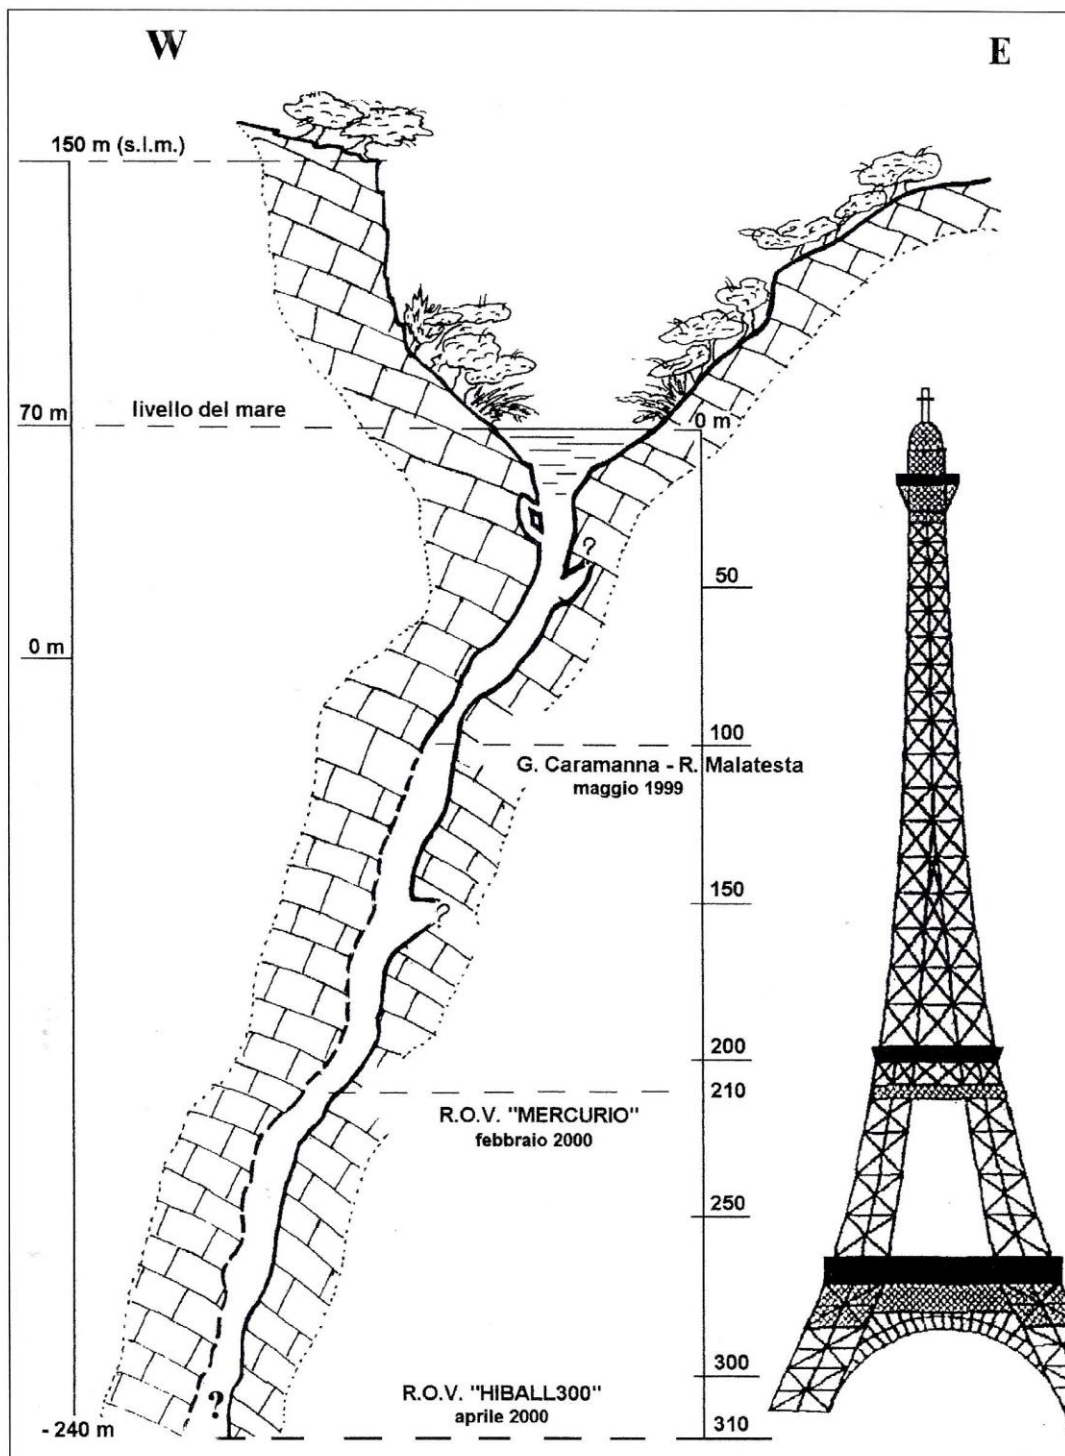 W
E
150 m (s.l.m.)
70 m
livello del mare
0 m
?
50
0 m
100
G. Caramanna - R. Malatesta
maggio 1999
150
?
200
210
R.O.V. "MERCURIO"
febbraio 2000
250
300
R.O.V. "HIBALL300"
aprile 2000
?
- 240 m
310